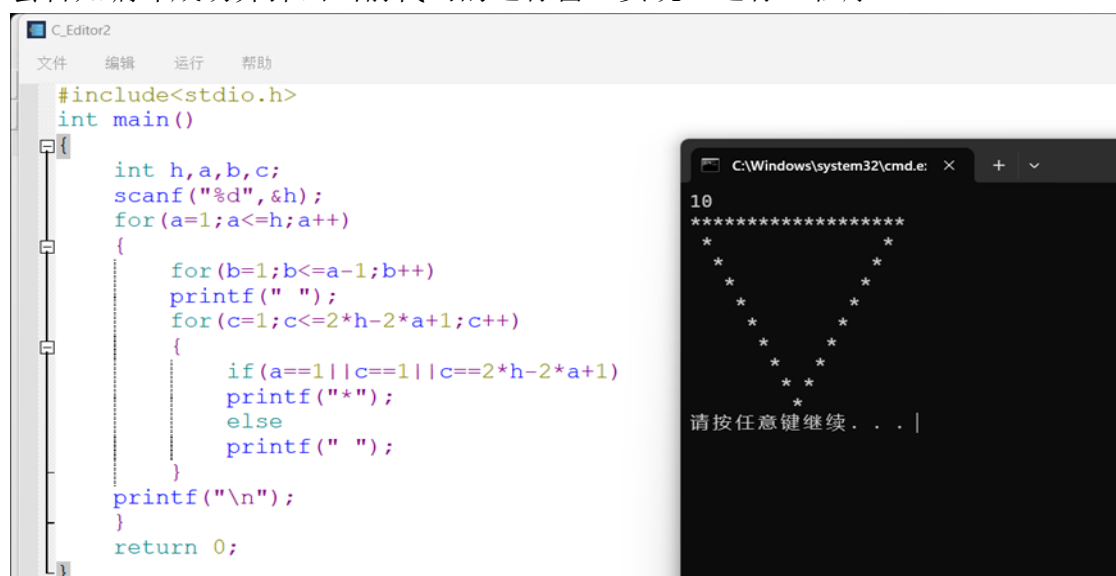 C_Editor2
文件 编辑 运行 帮助
#include<stdio.h>
int main()
{
int h,a,b,c;
scanf("%d",&h);
for(a=1;a<=h;a++)
{
for(b=1;b<=a-1;b++)
printf(" ");
for(c=1;c<=2*h-2*a+1;c++)
{
if(a==1||c==1||c==2*h-2*a+1)
printf("*");
else
printf(" ");
}
printf("\n");
}
return 0;
}
C:\Windows\system32\cmd.e:
10
*******************
 *               *
  *             *
   *           *
    *         *
     *       *
      *     *
       *   *
        * *
         *
请按任意键继续. . .